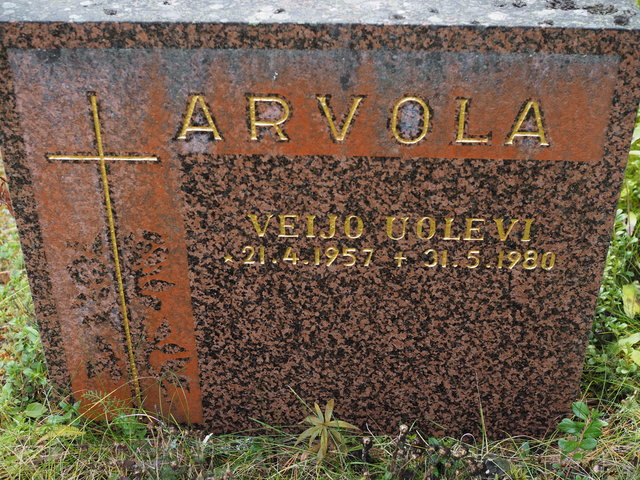 ARVOLA
VEIJO UOLEVI
* 21.4.1957 + 31.5.1980